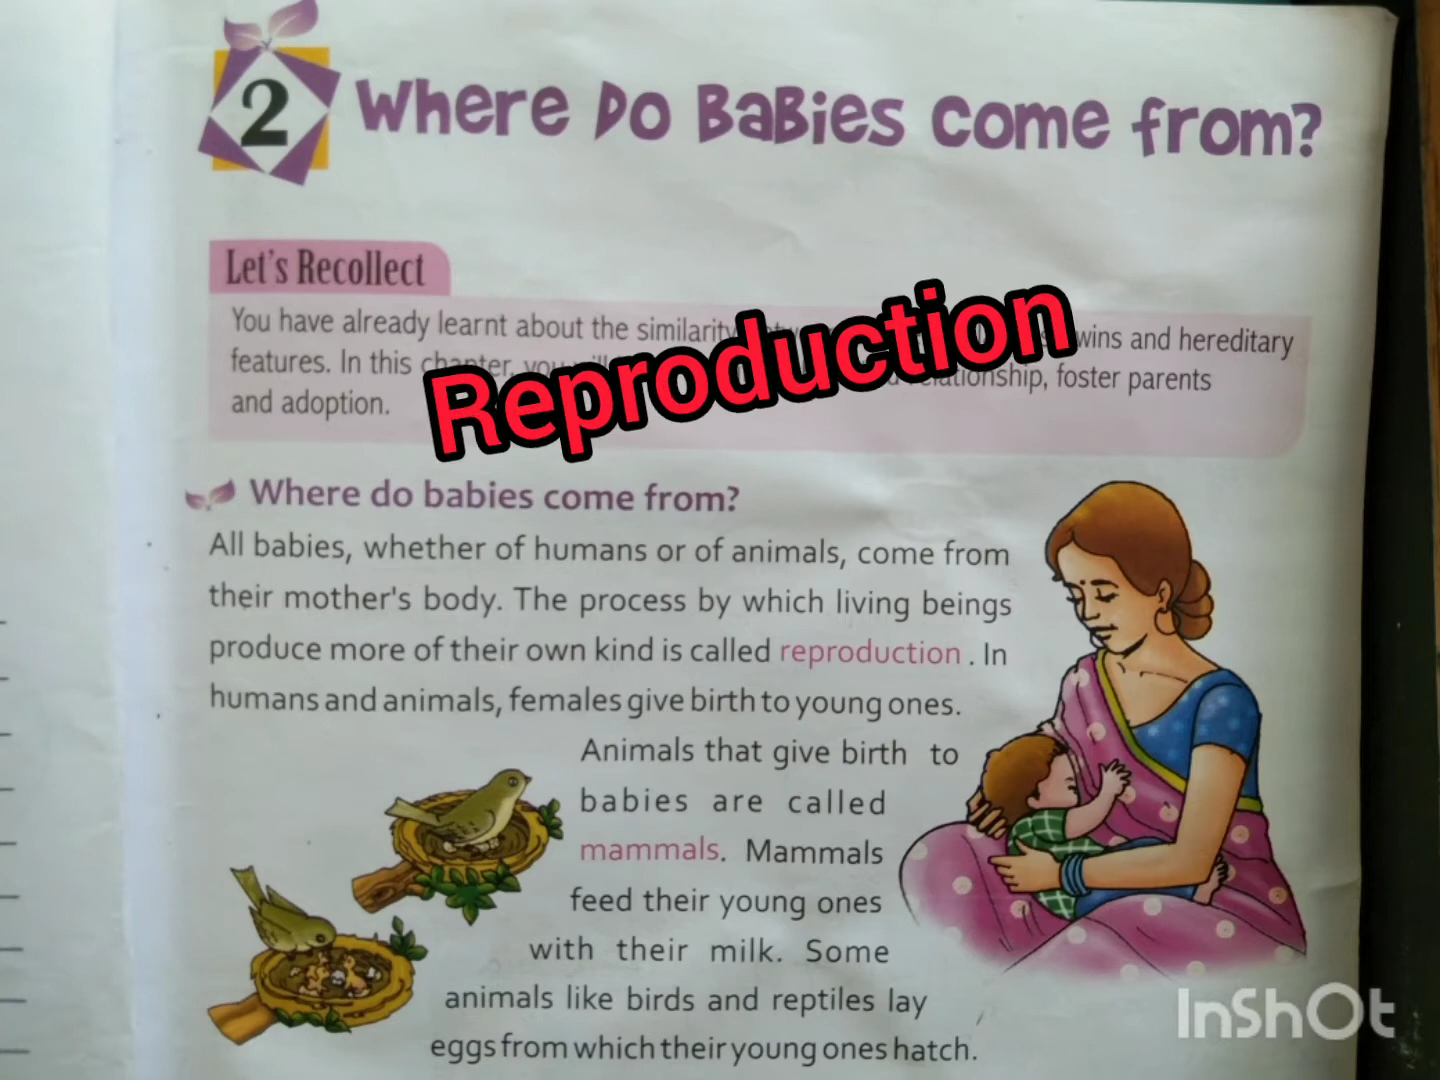 2
Where Do Babies Come from?
Let's Recollect
You have already learnt about the similarity wins and hereditary
features. In this chapter, you relationship, foster parents
and adoption.
Reproduction
Where do babies come from?
All babies, whether of humans or of animals, come from
their mother's body. The process by which living beings
produce more of their own kind is called reproduction . In
humans and animals, females give birth to young ones.
Animals that give birth to
babies are called
mammals. Mammals
feed their young ones
with their milk. Some
animals like birds and reptiles lay
eggs from which their young ones hatch.
InShOt